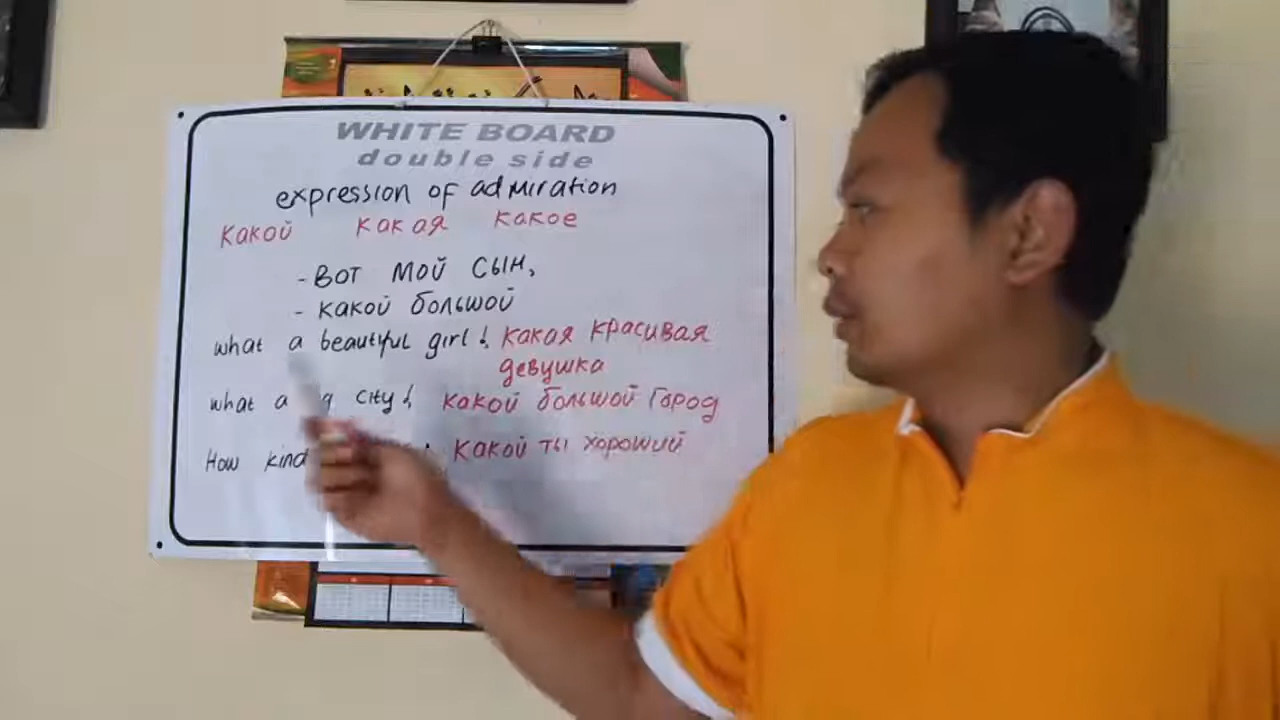 WHITE BOARD
double side
expression of admiration
Какой какая какое
- Вот мой сын,
- какой большой
what a beautiful girl! какая красивая
девушка
what a city! какой большой город
How kind ! Какой ты хороший